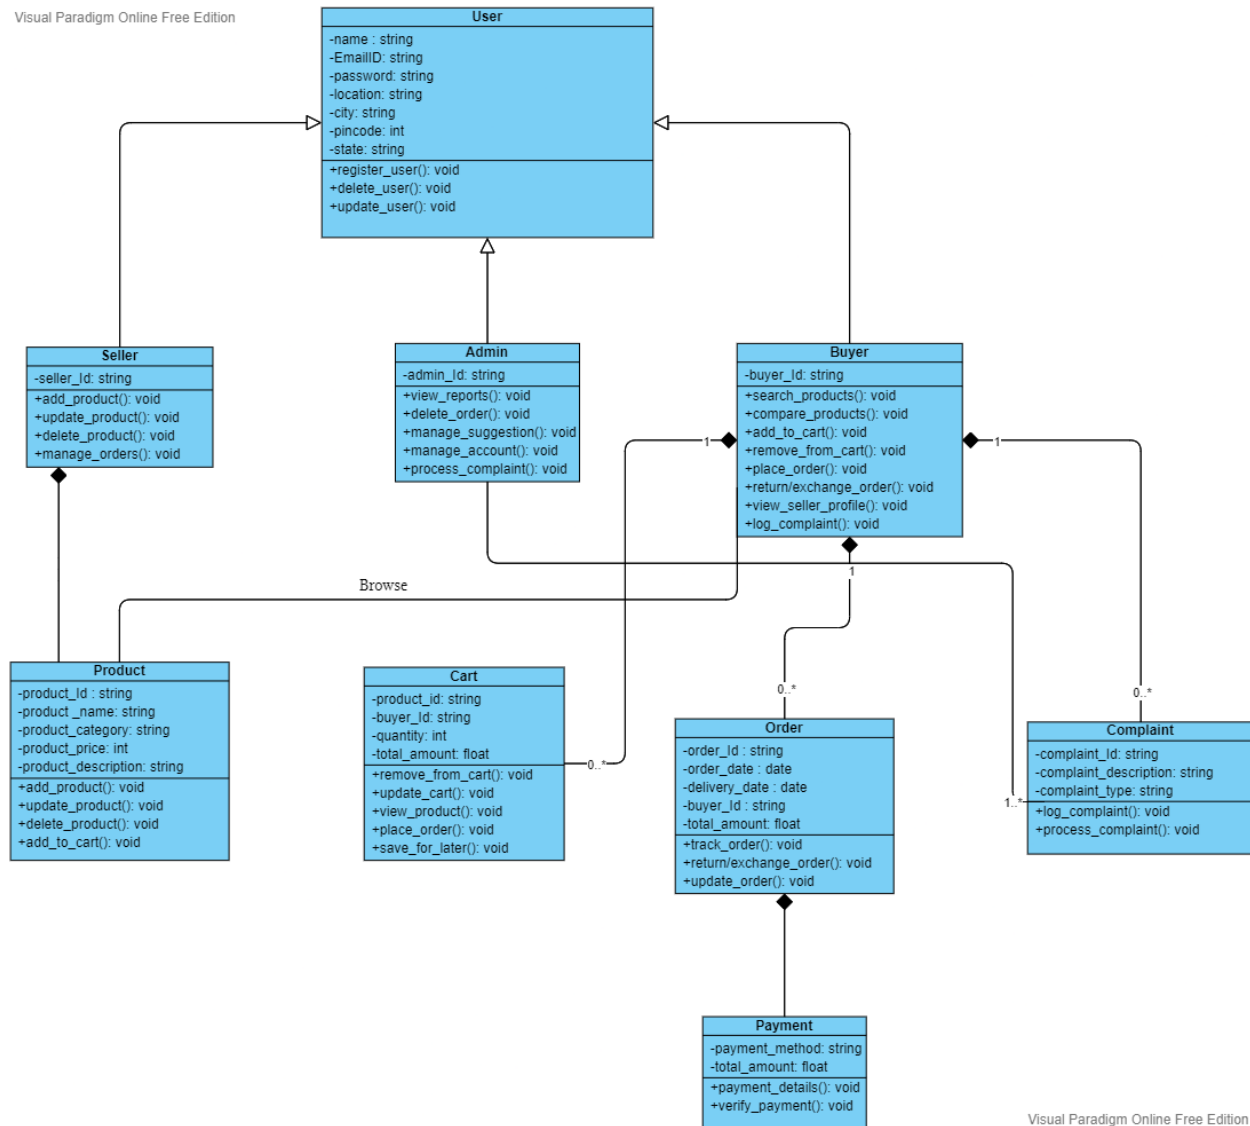 Visual Paradigm Online Free Edition
User
-name : string
-EmailID: string
-password: string
-location: string
-city: string
-pincode: int
-state: string
+register_user(): void
+delete_user(): void
+update_user(): void
Seller
-seller_Id: string
+add_product(): void
+update_product(): void
+delete_product(): void
+manage_orders(): void
Admin
-admin_Id: string
+view_reports(): void
+delete_order(): void
+manage_suggestion(): void
+manage_account(): void
+process_complaint(): void
Buyer
-buyer_Id: string
+search_products(): void
+compare_products(): void
+add_to_cart(): void
+remove_from_cart(): void
+place_order(): void
+return/exchange_order(): void
+view_seller_profile(): void
+log_complaint(): void
1
1
1
Browse
0..*
0..*
0..*
1..*
Product
-product_Id : string
-product _name: string
-product_category: string
-product_price: int
-product_description: string
+add_product(): void
+update_product(): void
+delete_product(): void
+add_to_cart(): void
Cart
-product_id: string
-buyer_Id: string
-quantity: int
-total_amount: float
+remove_from_cart(): void
+update_cart(): void
+view_product(): void
+place_order(): void
+save_for_later(): void
Order
-order_Id : string
-order_date : date
-delivery_date : date
-buyer_Id : string
-total_amount: float
+track_order(): void
+return/exchange_order(): void
+update_order(): void
Complaint
-complaint_Id: string
-complaint_description: string
-complaint_type: string
+log_complaint(): void
+process_complaint(): void
Payment
-payment_method: string
-total_amount: float
+payment_details(): void
+verify_payment(): void
Visual Paradigm Online Free Edition